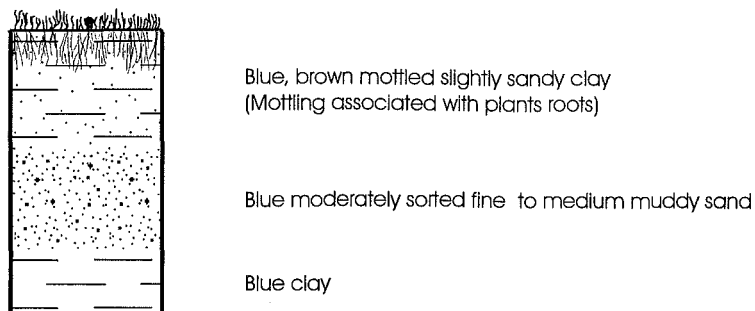 Blue, brown mottled slightly sandy clay
(Mottling associated with plants roots)
Blue moderately sorted fine to medium muddy sand
Blue clay